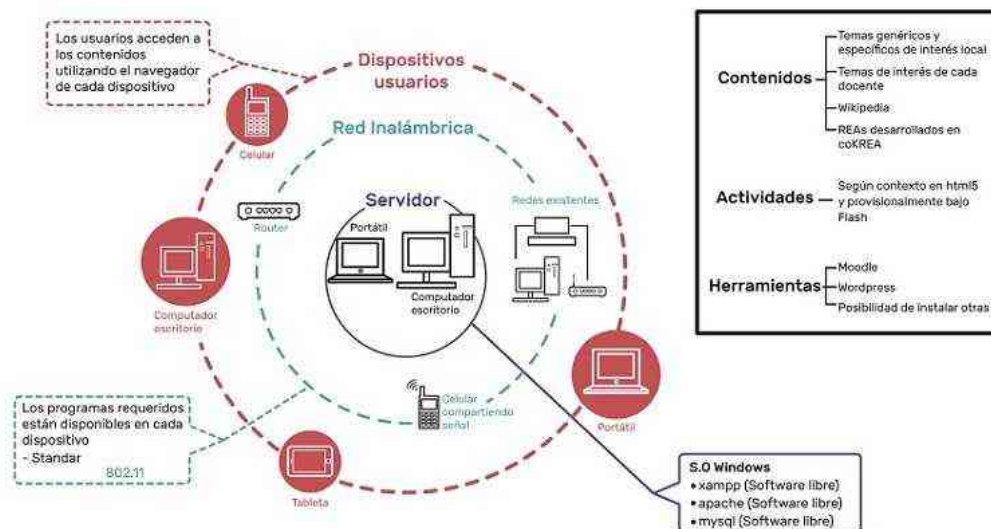 Los usuarios acceden a
los contenidos
utilizando el navegador
de cada dispositivo
Dispositivos
usuarios
Celular
Red Inalámbrica
Router
Servidor
Portátil
Computador
escritorio
Redes existentes
Computador
escritorio
Celular
compartiendo
señal
Portátil
Tableta
Los programas requeridos
están disponibles en cada
dispositivo
- Standar
802.11
S.O Windows
• xampp (Software libre)
• apache (Software libre)
• mysql (Software libre)
Contenidos
Temas genéricos y
específicos de interés local
Temas de interés de cada
docente
Wikipedia
REAs desarrollados en
coKREA
Actividades
Según contexto en html5
y provisionalmente bajo
Flash
Herramientas
Moodle
Wordpress
Posibilidad de instalar otras